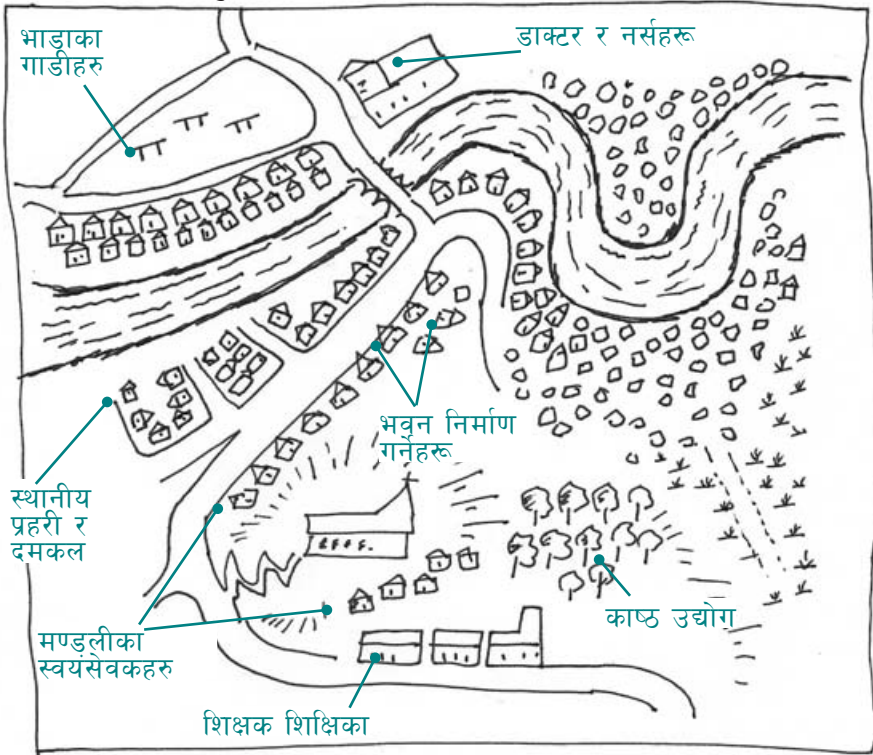 भाडाका
गाडीहरु
डाक्टर र नर्सहरू
भवन निर्माण
गर्नेहरू
स्थानीय
प्रहरी र
दमकल
काष्ठ उद्योग
मण्डलीका
स्वयंसेवकहरु
शिक्षक शिक्षिका